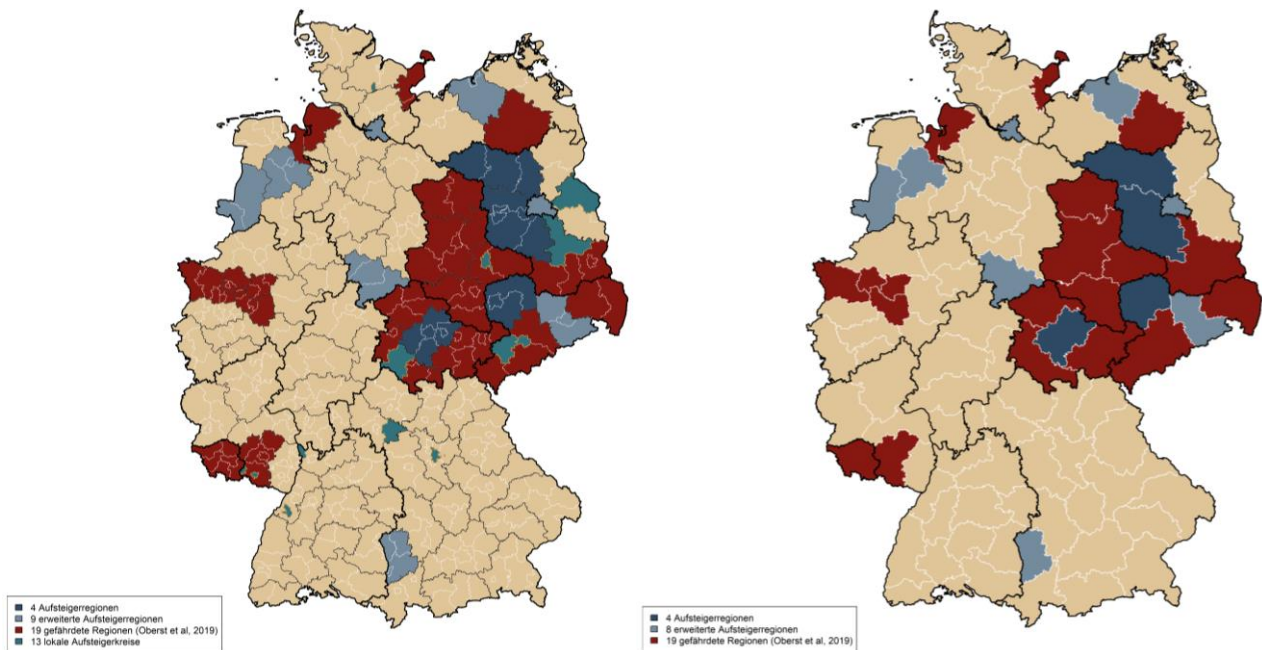 4 Aufsteigerregionen
9 erweiterte Aufsteigerregionen
19 gefährdete Regionen (Oberst et al, 2019)
13 lokale Aufsteigerkreise
4 Aufsteigerregionen
8 erweiterte Aufsteigerregionen
19 gefährdete Regionen (Oberst et al, 2019)